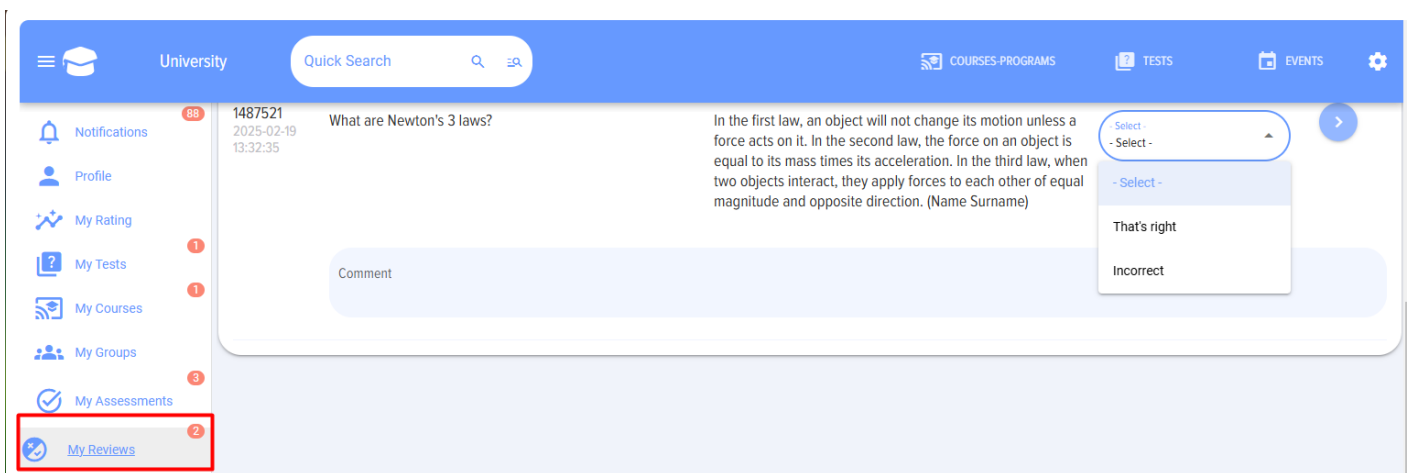 University
Quick Search
COURSES-PROGRAMS
TESTS
EVENTS
88
Notifications
Profile
My Rating
1
My Tests
1
My Courses
My Groups
3
My Assessments
2
My Reviews
1487521
2025-02-19
13:32:35
What are Newton's 3 laws?
In the first law, an object will not change its motion unless a
force acts on it. In the second law, the force on an object is
equal to its mass times its acceleration. In the third law, when
two objects interact, they apply forces to each other of equal
magnitude and opposite direction. (Name Surname)
- Select -
- Select -
- Select -
That's right
Incorrect
Comment